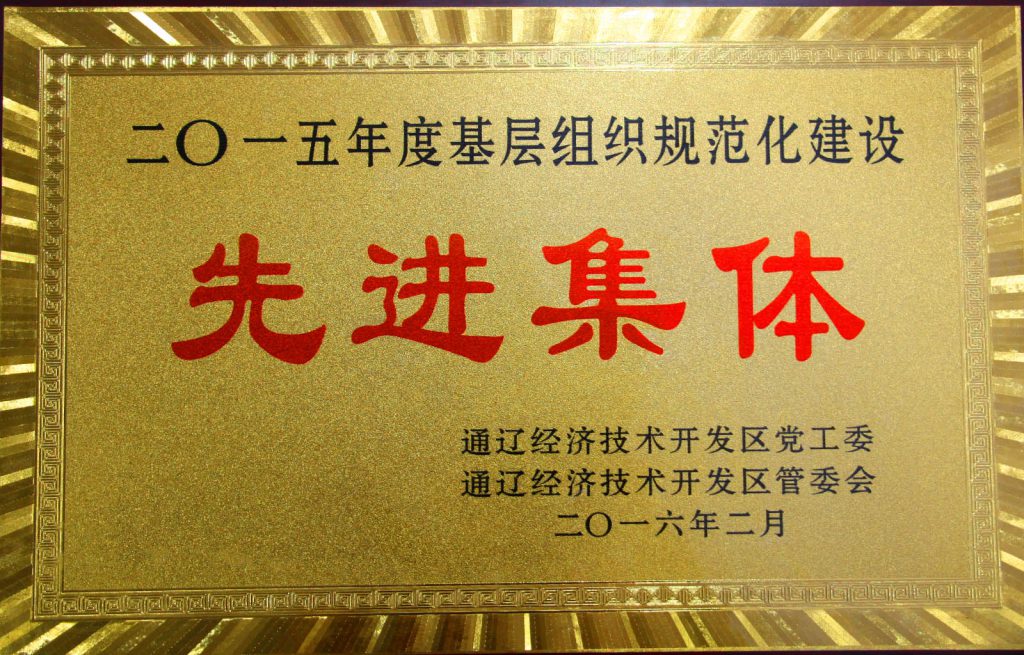 二〇一五年度基层组织规范化建设
先进集体
通辽经济技术开发区党工委
通辽经济技术开发区管委会
二〇一六年二月